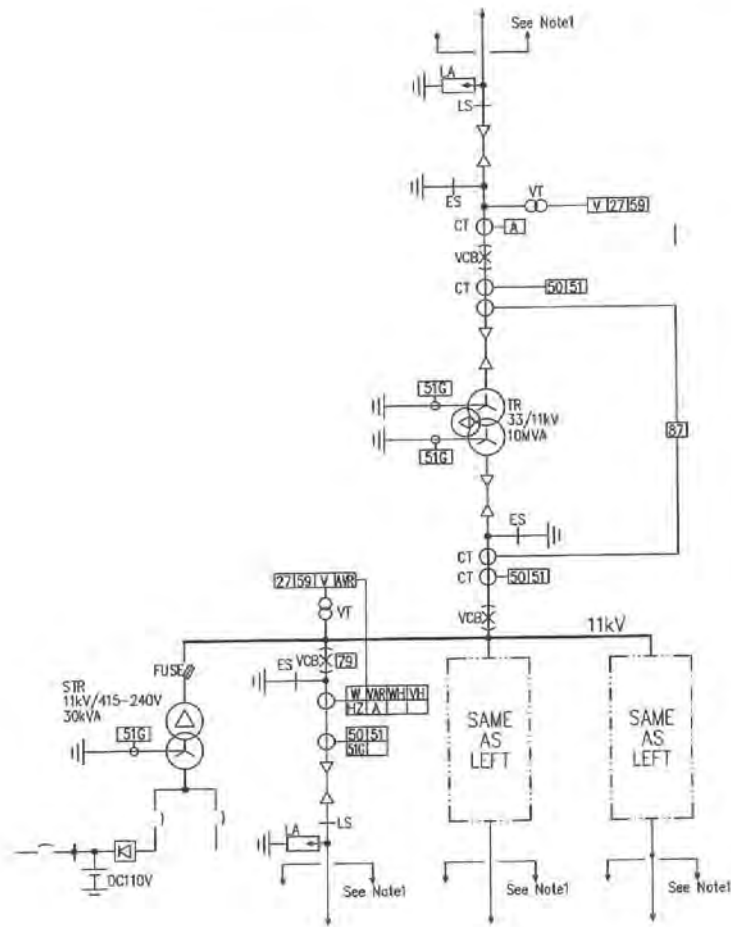 See Note1
LA
LS
ES
VT
V 27 59
CT
A
VCB
CT
50 51
51G
TR
33/11kV
10MVA
87
51G
ES
CT
CT
50 51
27 59 V AVR
VT
VCB
11kV
FUSE
ES
VCB
79
STR
11kV/415-240V
30kVA
W VAR WH VH
HZ A
51G
50 51
51G
SAME
AS
LEFT
SAME
AS
LEFT
LS
LA
DC110V
See Note1
See Note1
See Note1